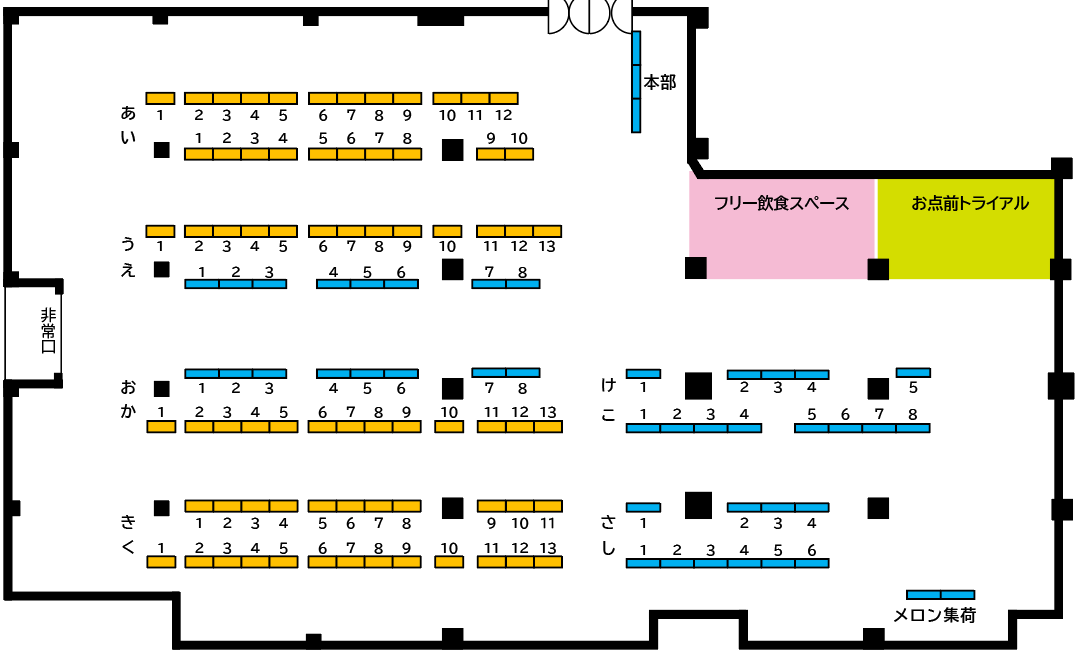 本部
あ 1 2 3 4 5 6 7 8 9 10 11 12
い 1 2 3 4 5 6 7 8 9 10
フリー飲食スペース
お点前トライアル
う 1 2 3 4 5 6 7 8 9 10 11 12 13
え 1 2 3 4 5 6 7 8
非常口
お 1 2 3 4 5 6 7 8
か 1 2 3 4 5 6 7 8 9 10 11 12 13
け 1 2 3 4 5
こ 1 2 3 4 5 6 7 8
き 1 2 3 4 5 6 7 8 9 10 11
く 1 2 3 4 5 6 7 8 9 10 11 12 13
さ 1 2 3 4
し 1 2 3 4 5 6
メロン集荷